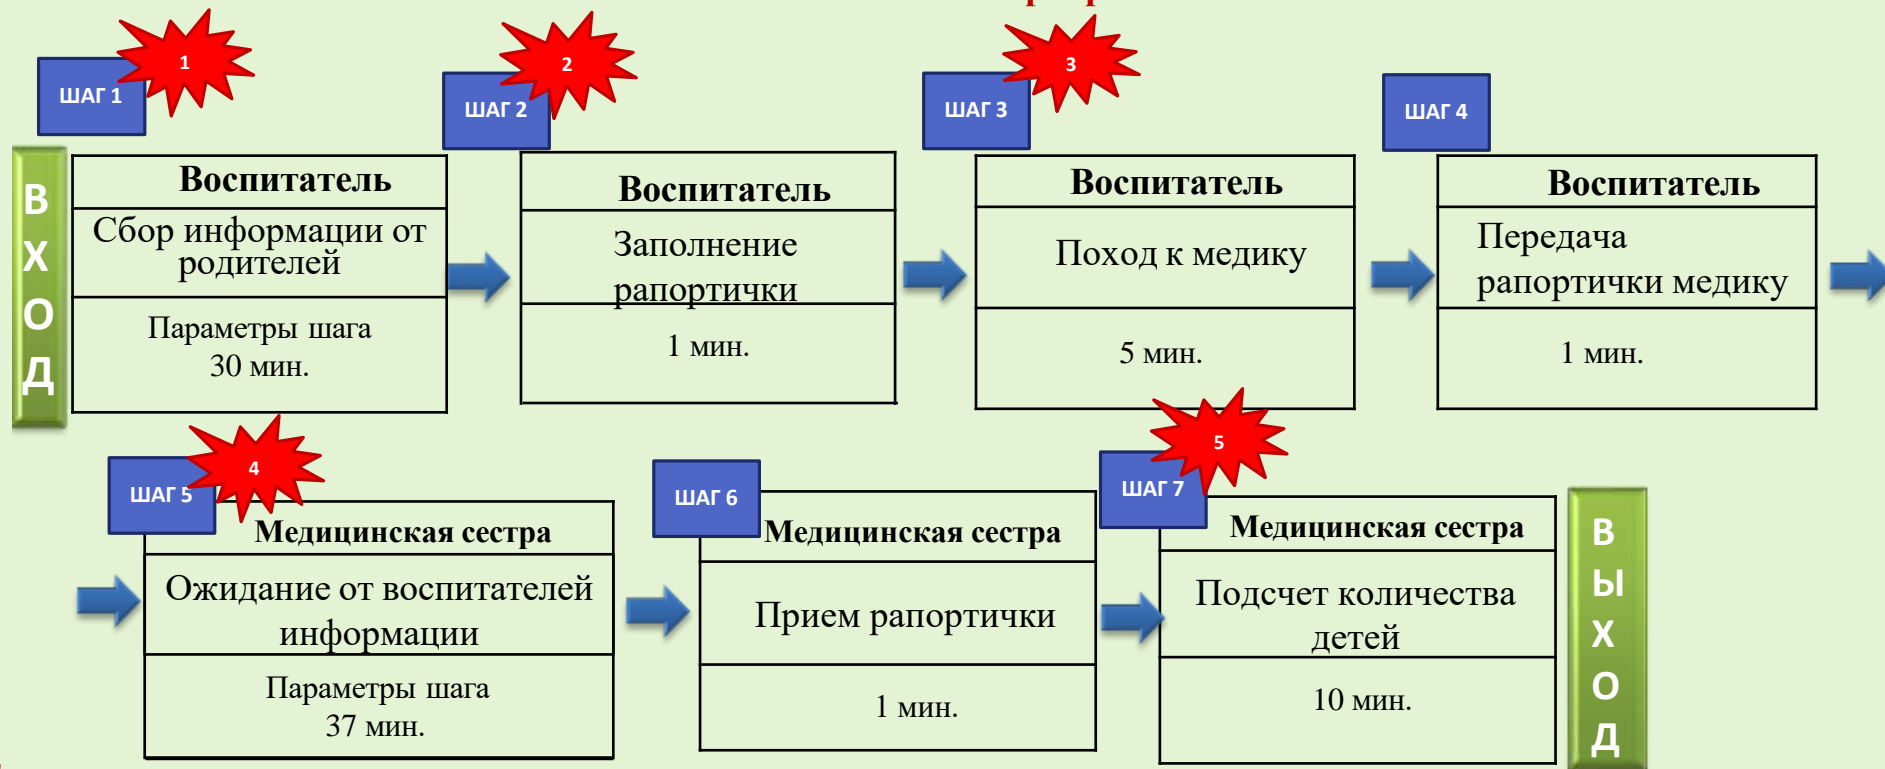 1
2
3
ШАГ 1
ШАГ 2
ШАГ 3
ШАГ 4
ВХОД
Воспитатель
Сбор информации от
родителей
Параметры шага
30 мин.
Воспитатель
Заполнение
рапортички
1 мин.
Воспитатель
Поход к медику
5 мин.
Воспитатель
Передача
рапортички медику
1 мин.
4
5
ШАГ 5
ШАГ 6
ШАГ 7
Медицинская сестра
Ожидание от воспитателей
информации
Параметры шага
37 мин.
Медицинская сестра
Прием рапортички
1 мин.
Медицинская сестра
Подсчет количества
детей
10 мин.
ВЫХОД